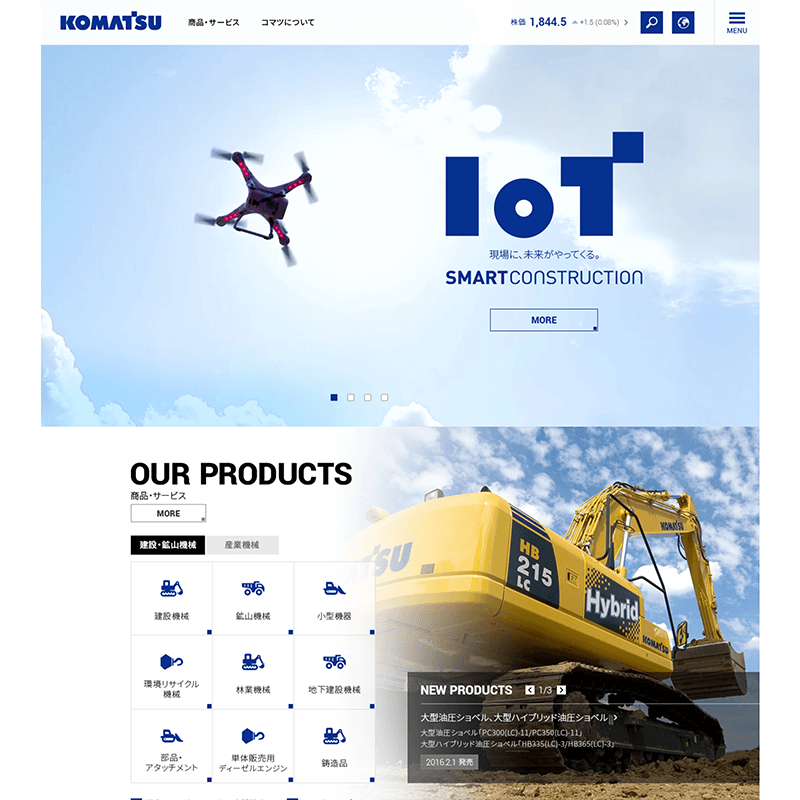 KOMATSU
商品・サービス
コマツについて
株価 1,844.5 +1.5 (0.08%)
MENU
IoT
現場に、未来がやってくる。
SMARTCONSTRUCTION
MORE
OUR PRODUCTS
商品・サービス
MORE
建設・鉱山機械
産業機械
建設機械
鉱山機械
小型機器
環境リサイクル
機械
林業機械
地下建設機械
部品・
アタッチメント
単体販売用
ディーゼルエンジン
鋳造品
KOMATSU
HB
215
LC
Hybrid
KOMATSU
KOMATSU
NEW PRODUCTS 1/3
大型油圧ショベル、大型ハイブリッド油圧ショベル
大型油圧ショベル「PC300(LC)-11/PC350(LC)-11」
大型ハイブリッド油圧ショベル「HB335(LC)-3/HB365(LC)-3」
2016.2.1 発売